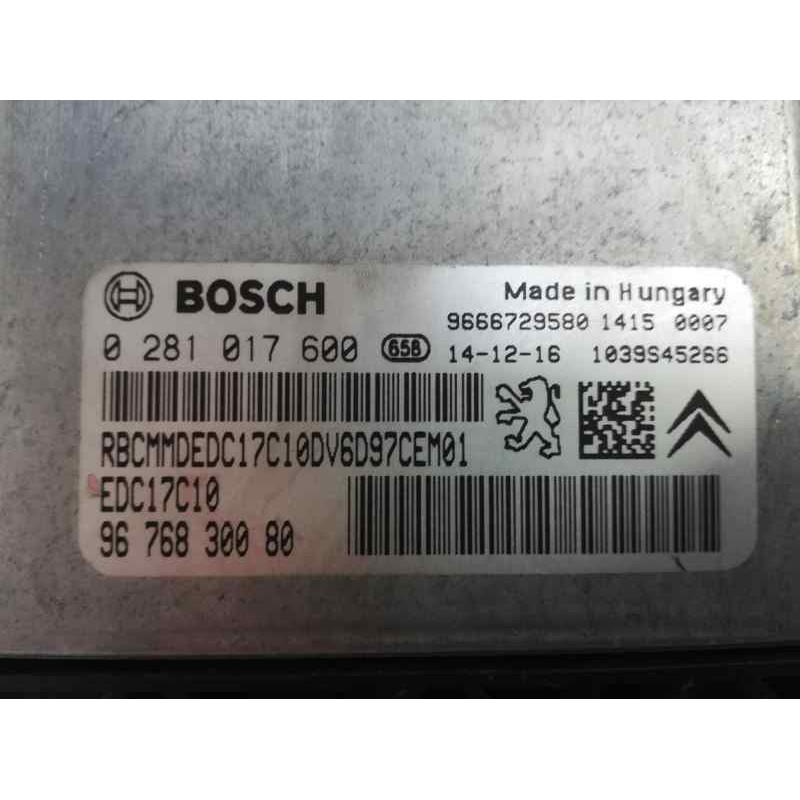 BOSCH
Made in Hungary
9666729580 1415 0007
0 281 017 600 658 14-12-16 1039S45266
RBCMMDEDC17C10DV6D97CEM01
EDC17C10
96 768 300 80